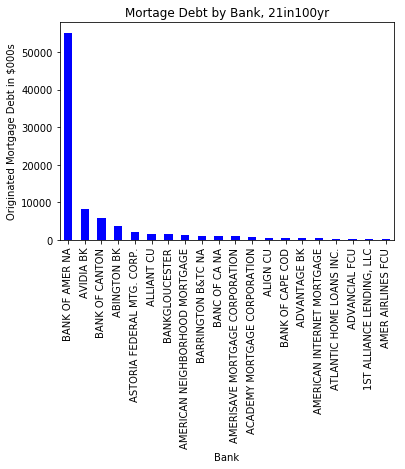 Mortage Debt by Bank, 21in100yr
Originated Mortgage Debt in $000s
50000
40000
30000
20000
10000
0
BANK OF AMER NA
AVIDIA BK
BANK OF CANTON
ABINGTON BK
ASTORIA FEDERAL MTG. CORP.
ALLIANT CU
BANKGLOUCESTER
AMERICAN NEIGHBORHOOD MORTGAGE
BARRINGTON B&TC NA
BANC OF CA NA
AMERISAVE MORTGAGE CORPORATION
ACADEMY MORTGAGE CORPORATION
ALIGN CU
BANK OF CAPE COD
ADVANTAGE BK
AMERICAN INTERNET MORTGAGE
ATLANTIC HOME LOANS INC.
ADVANCIAL FCU
1ST ALLIANCE LENDING, LLC
AMER AIRLINES FCU
Bank